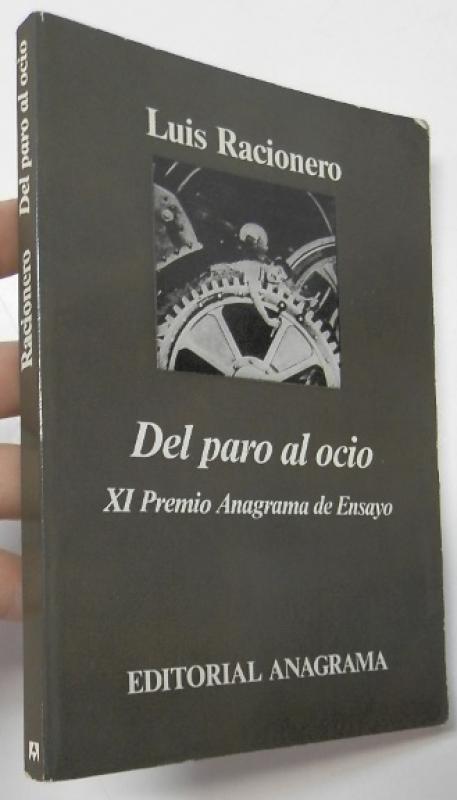 Luis Racionero
Del paro al ocio
XI Premio Anagrama de Ensayo
EDITORIAL ANAGRAMA
Racionero Del paro al ocio